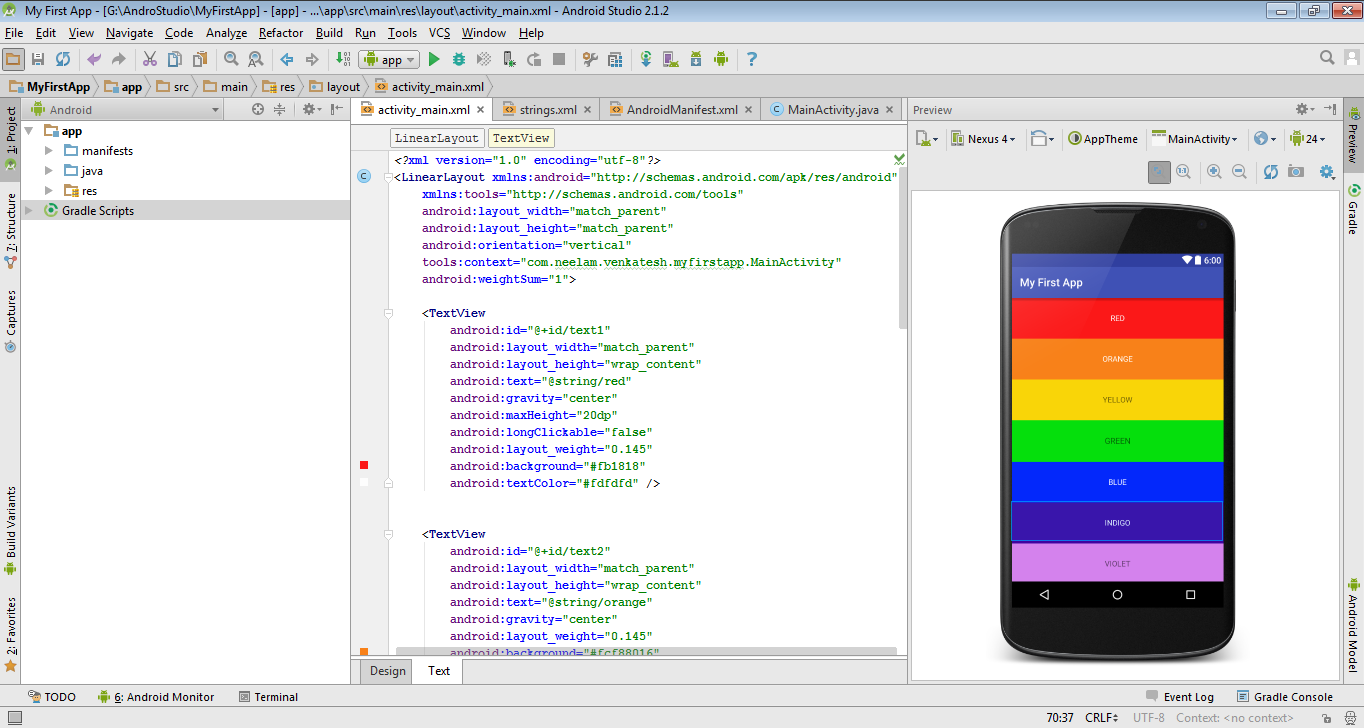 My First App - [G:\AndroStudio\MyFirstApp] - [app] - ...\app\src\main\res\layout\activity_main.xml - Android Studio 2.1.2
File Edit View Navigate Code Analyze Refactor Build Run Tools VCS Window Help
app
MyFirstApp app src main res layout activity_main.xml
Android
activity_main.xml strings.xml AndroidManifest.xml MainActivity.java
Preview
1: Project
7: Structure
Captures
Build Variants
2: Favorites
app
manifests
java
res
Gradle Scripts
LinearLayout TextView
<?xml version="1.0" encoding="utf-8"?>
<LinearLayout xmlns:android="http://schemas.android.com/apk/res/android"
xmlns:tools="http://schemas.android.com/tools"
android:layout_width="match_parent"
android:layout_height="match_parent"
android:orientation="vertical"
tools:context="com.neelam.venkatesh.myfirstapp.MainActivity"
android:weightSum="1">
<TextView
android:id="@+id/text1"
android:layout_width="match_parent"
android:layout_height="wrap_content"
android:text="@string/red"
android:gravity="center"
android:maxHeight="20dp"
android:longClickable="false"
android:layout_weight="0.145"
android:background="#fb1818"
android:textColor="#fdfdfd" />
<TextView
android:id="@+id/text2"
android:layout_width="match_parent"
android:layout_height="wrap_content"
android:text="@string/orange"
android:gravity="center"
android:layout_weight="0.145"
android:background="#fcf88016"
Design Text
Nexus 4 AppTheme MainActivity 24
1:1
6:00
My First App
RED
ORANGE
YELLOW
GREEN
BLUE
INDIGO
VIOLET
Preview
Gradle
Android Model
TODO 6: Android Monitor Terminal Event Log Gradle Console
70:37 CRLF UTF-8 Context: <no context>